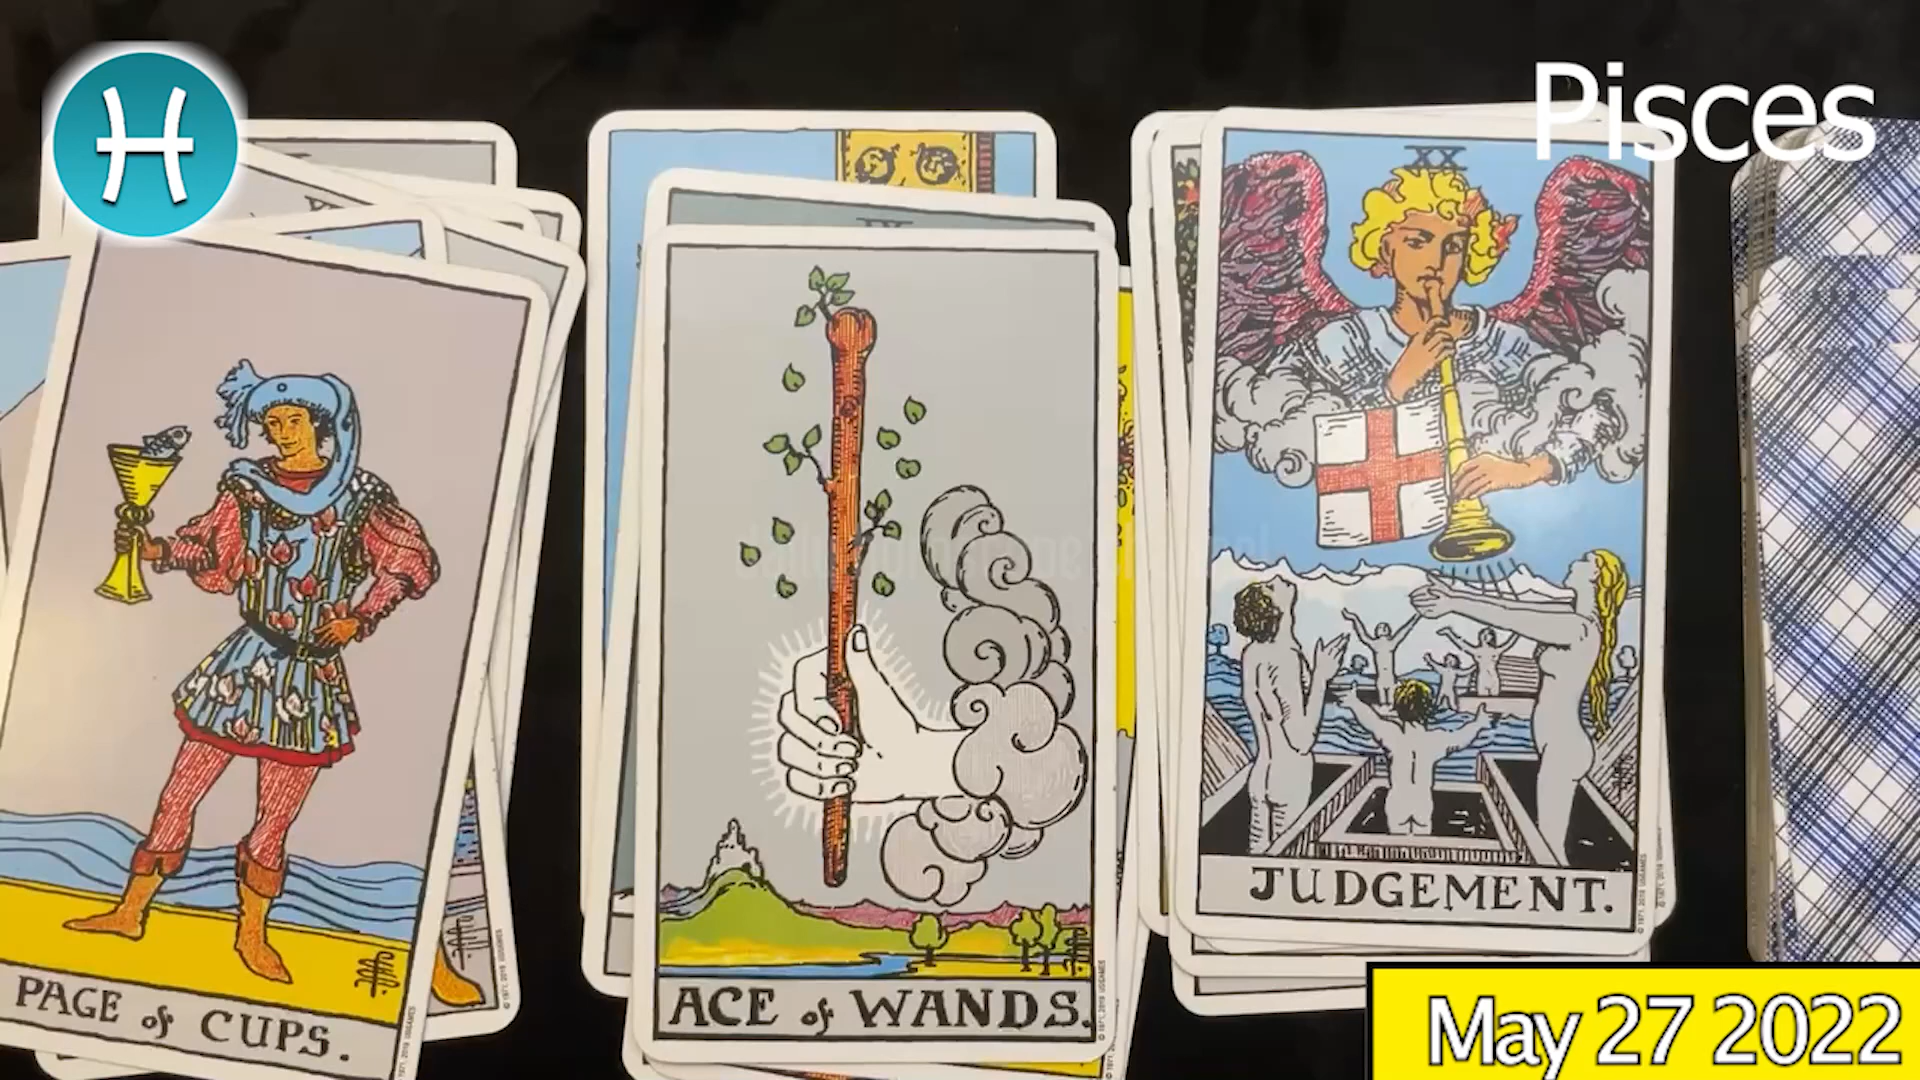 Pisces
XX
PAGE of CUPS.
ACE of WANDS.
JUDGEMENT.
May 27 2022